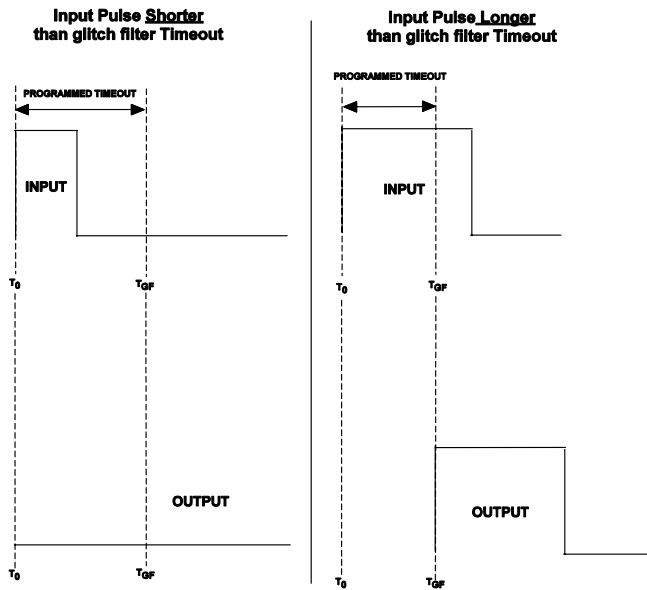 Input Pulse Shorter
than glitch filter Timeout
PROGRAMMED TIMEOUT
INPUT
T0
TGF
OUTPUT
T0
TGF
Input Pulse Longer
than glitch filter Timeout
PROGRAMMED TIMEOUT
INPUT
T0
TGF
OUTPUT
T0
TGF